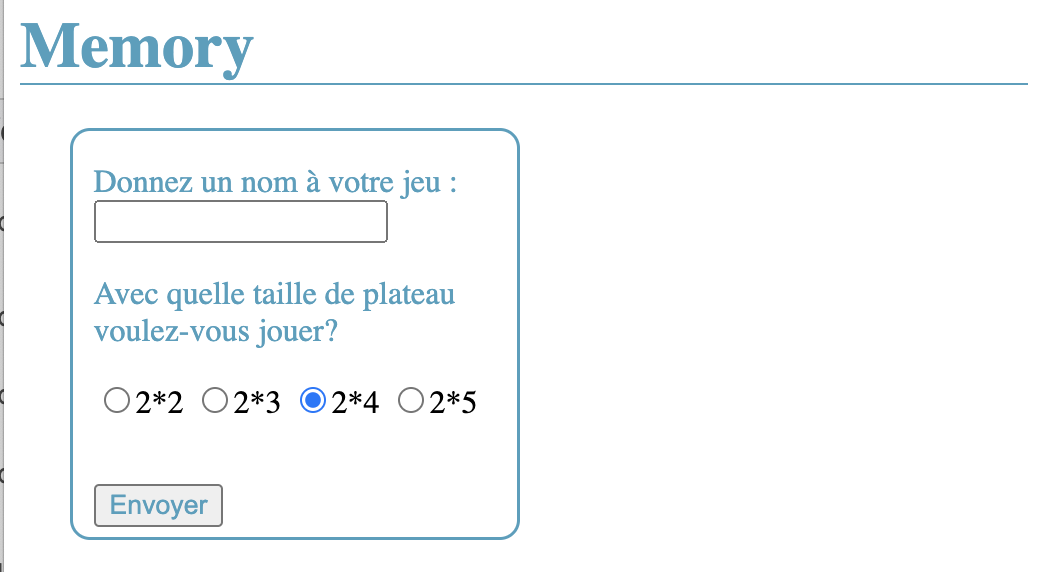 Memory
Donnez un nom à votre jeu :
Avec quelle taille de plateau
voulez-vous jouer?
2*2 2*3 2*4 2*5
Envoyer